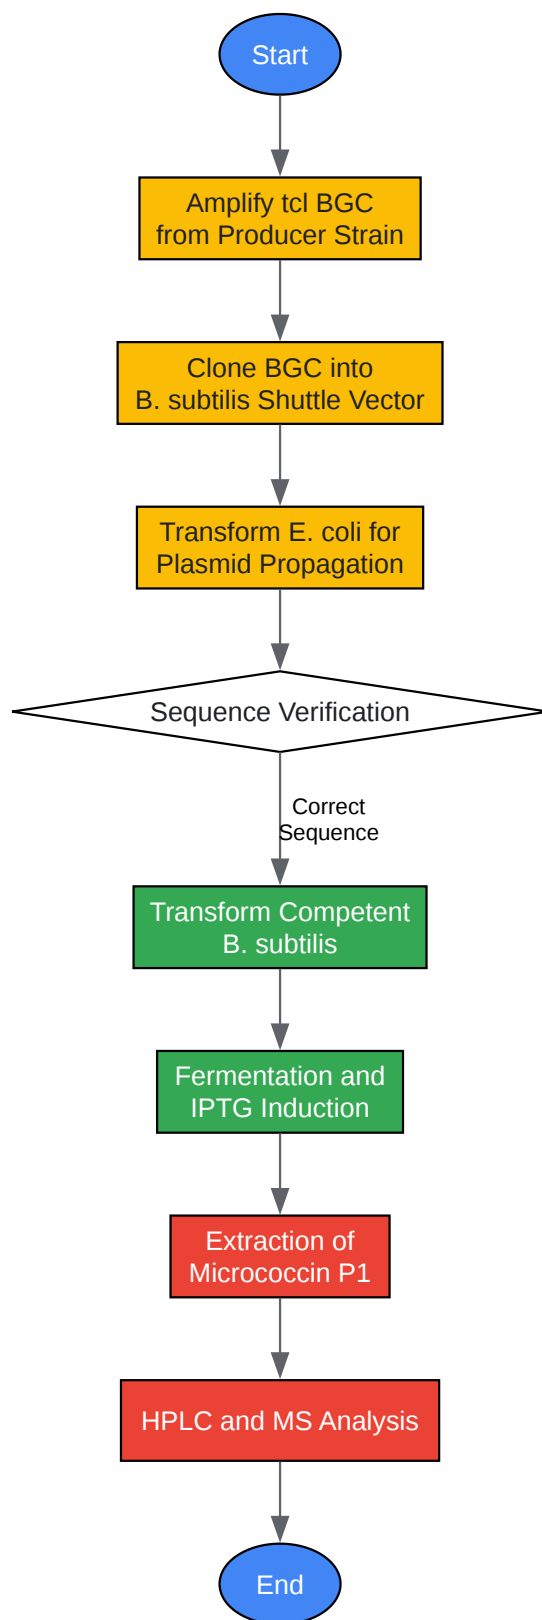 Start
Amplify tcl BGC
from Producer Strain
Clone BGC into
B. subtilis Shuttle Vector
Transform E. coli for
Plasmid Propagation
Sequence Verification
Correct
Sequence
Transform Competent
B. subtilis
Fermentation and
IPTG Induction
Extraction of
Micrococcin P1
HPLC and MS Analysis
End